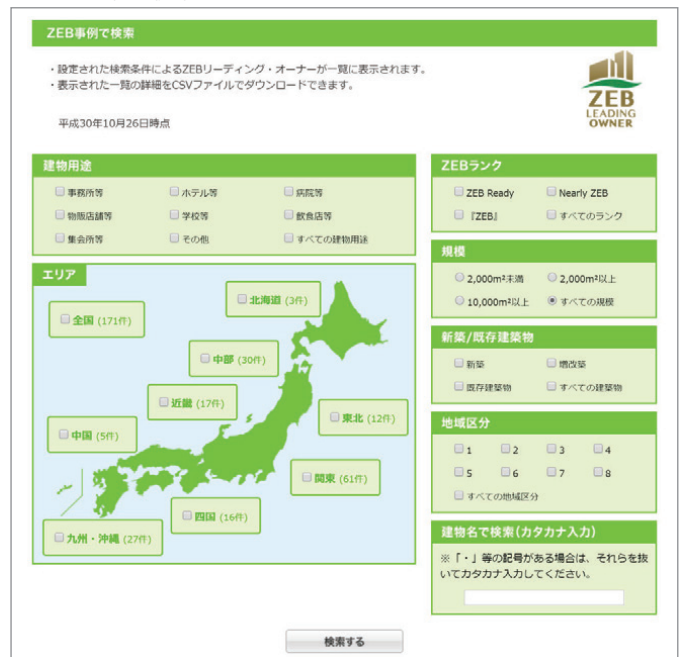 ZEB事例で検索
・設定された検索条件によるZEBリーディング・オーナーが一覧に表示されます。
・表示された一覧の詳細をCSVファイルでダウンロードできます。
平成30年10月26日時点
ZEB
LEADING
OWNER
建物用途
事務所等 ホテル等 病院等
物販店舗等 学校等 飲食店等
集会所等 その他 すべての建物用途
エリア
北海道 (3件)
全国 (171件)
中部 (30件)
近畿 (17件)
東北 (12件)
中国 (5件)
関東 (61件)
四国 (16件)
九州・沖縄 (27件)
ZEBランク
ZEB Ready Nearly ZEB
『ZEB』 すべてのランク
規模
2,000m²未満 2,000m²以上
10,000m²以上 すべての規模
新築/既存建築物
新築 増改築
既存建築物 すべての建築物
地域区分
1 2 3 4
5 6 7 8
すべての地域区分
建物名で検索(カタカナ入力)
※「・」等の記号がある場合は、それらを抜
いてカタカナ入力してください。
検索する